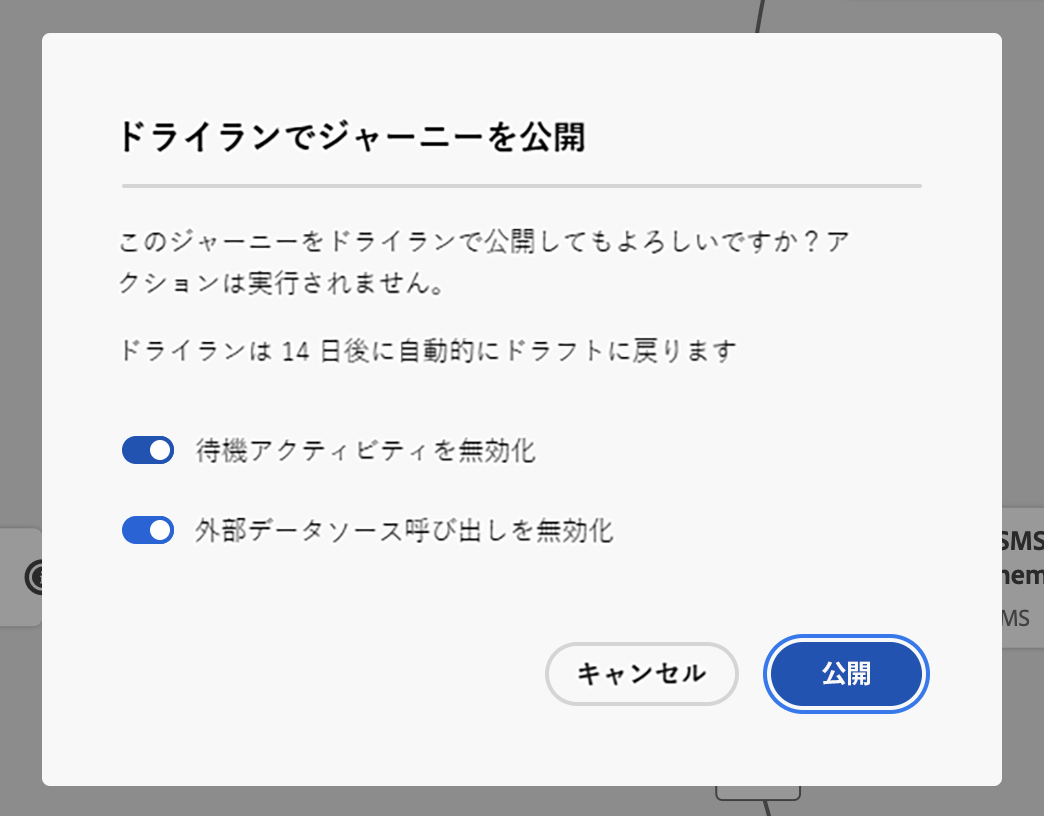 ドライランでジャーニーを公開
このジャーニーをドライランで公開してもよろしいですか？ア
クションは実行されません。
ドライランは 14 日後に自動的にドラフトに戻ります
待機アクティビティを無効化
外部データソース呼び出しを無効化
SMS
MS
キャンセル
公開